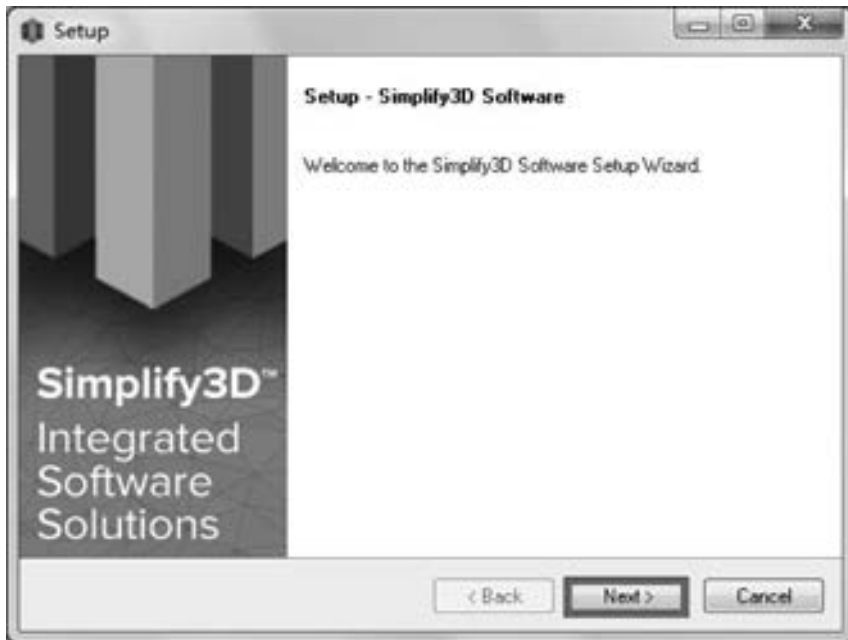 Setup
Setup - Simplify3D Software
Welcome to the Simplify3D Software Setup Wizard.
Simplify3D™
Integrated
Software
Solutions
< Back
Next >
Cancel